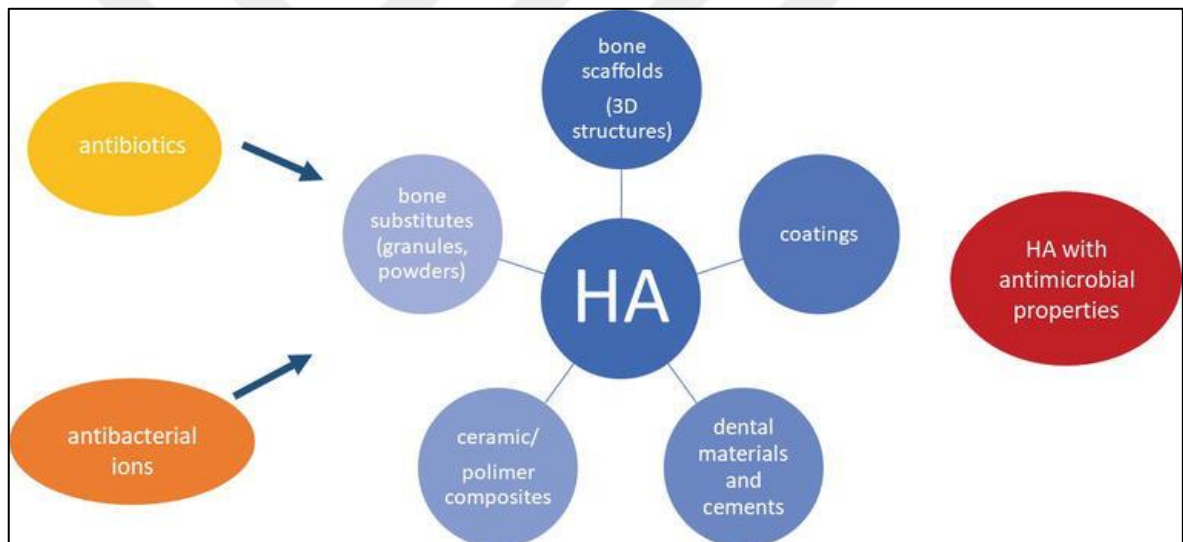 antibiotics
antibacterial
ions
bone
scaffolds
(3D
structures)
bone
substitutes
(granules,
powders)
HA
coatings
ceramic/
polimer
composites
dental
materials
and
cements
HA with
antimicrobial
properties